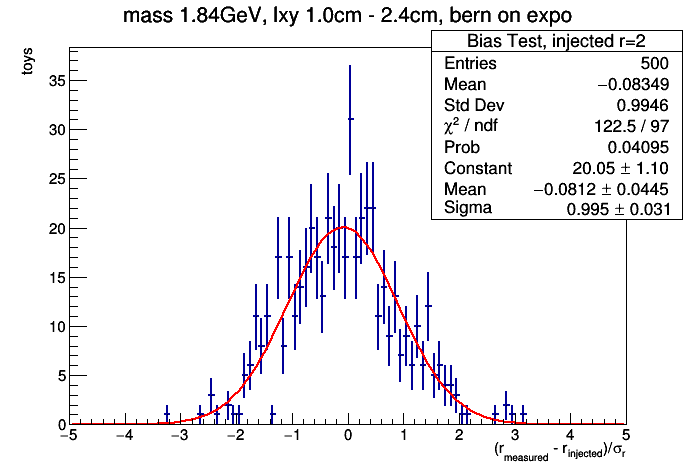 mass 1.84GeV, lxy 1.0cm - 2.4cm, bern on expo
Bias Test, injected r=2
Entries 500
Mean −0.08349
Std Dev 0.9946
χ² / ndf 122.5 / 97
Prob 0.04095
Constant 20.05 ± 1.10
Mean −0.0812 ± 0.0445
Sigma 0.995 ± 0.031
toys
35
30
25
20
15
10
5
0
−5 −4 −3 −2 −1 0 1 2 3 4 5
(r_measured - r_injected)/σ_r